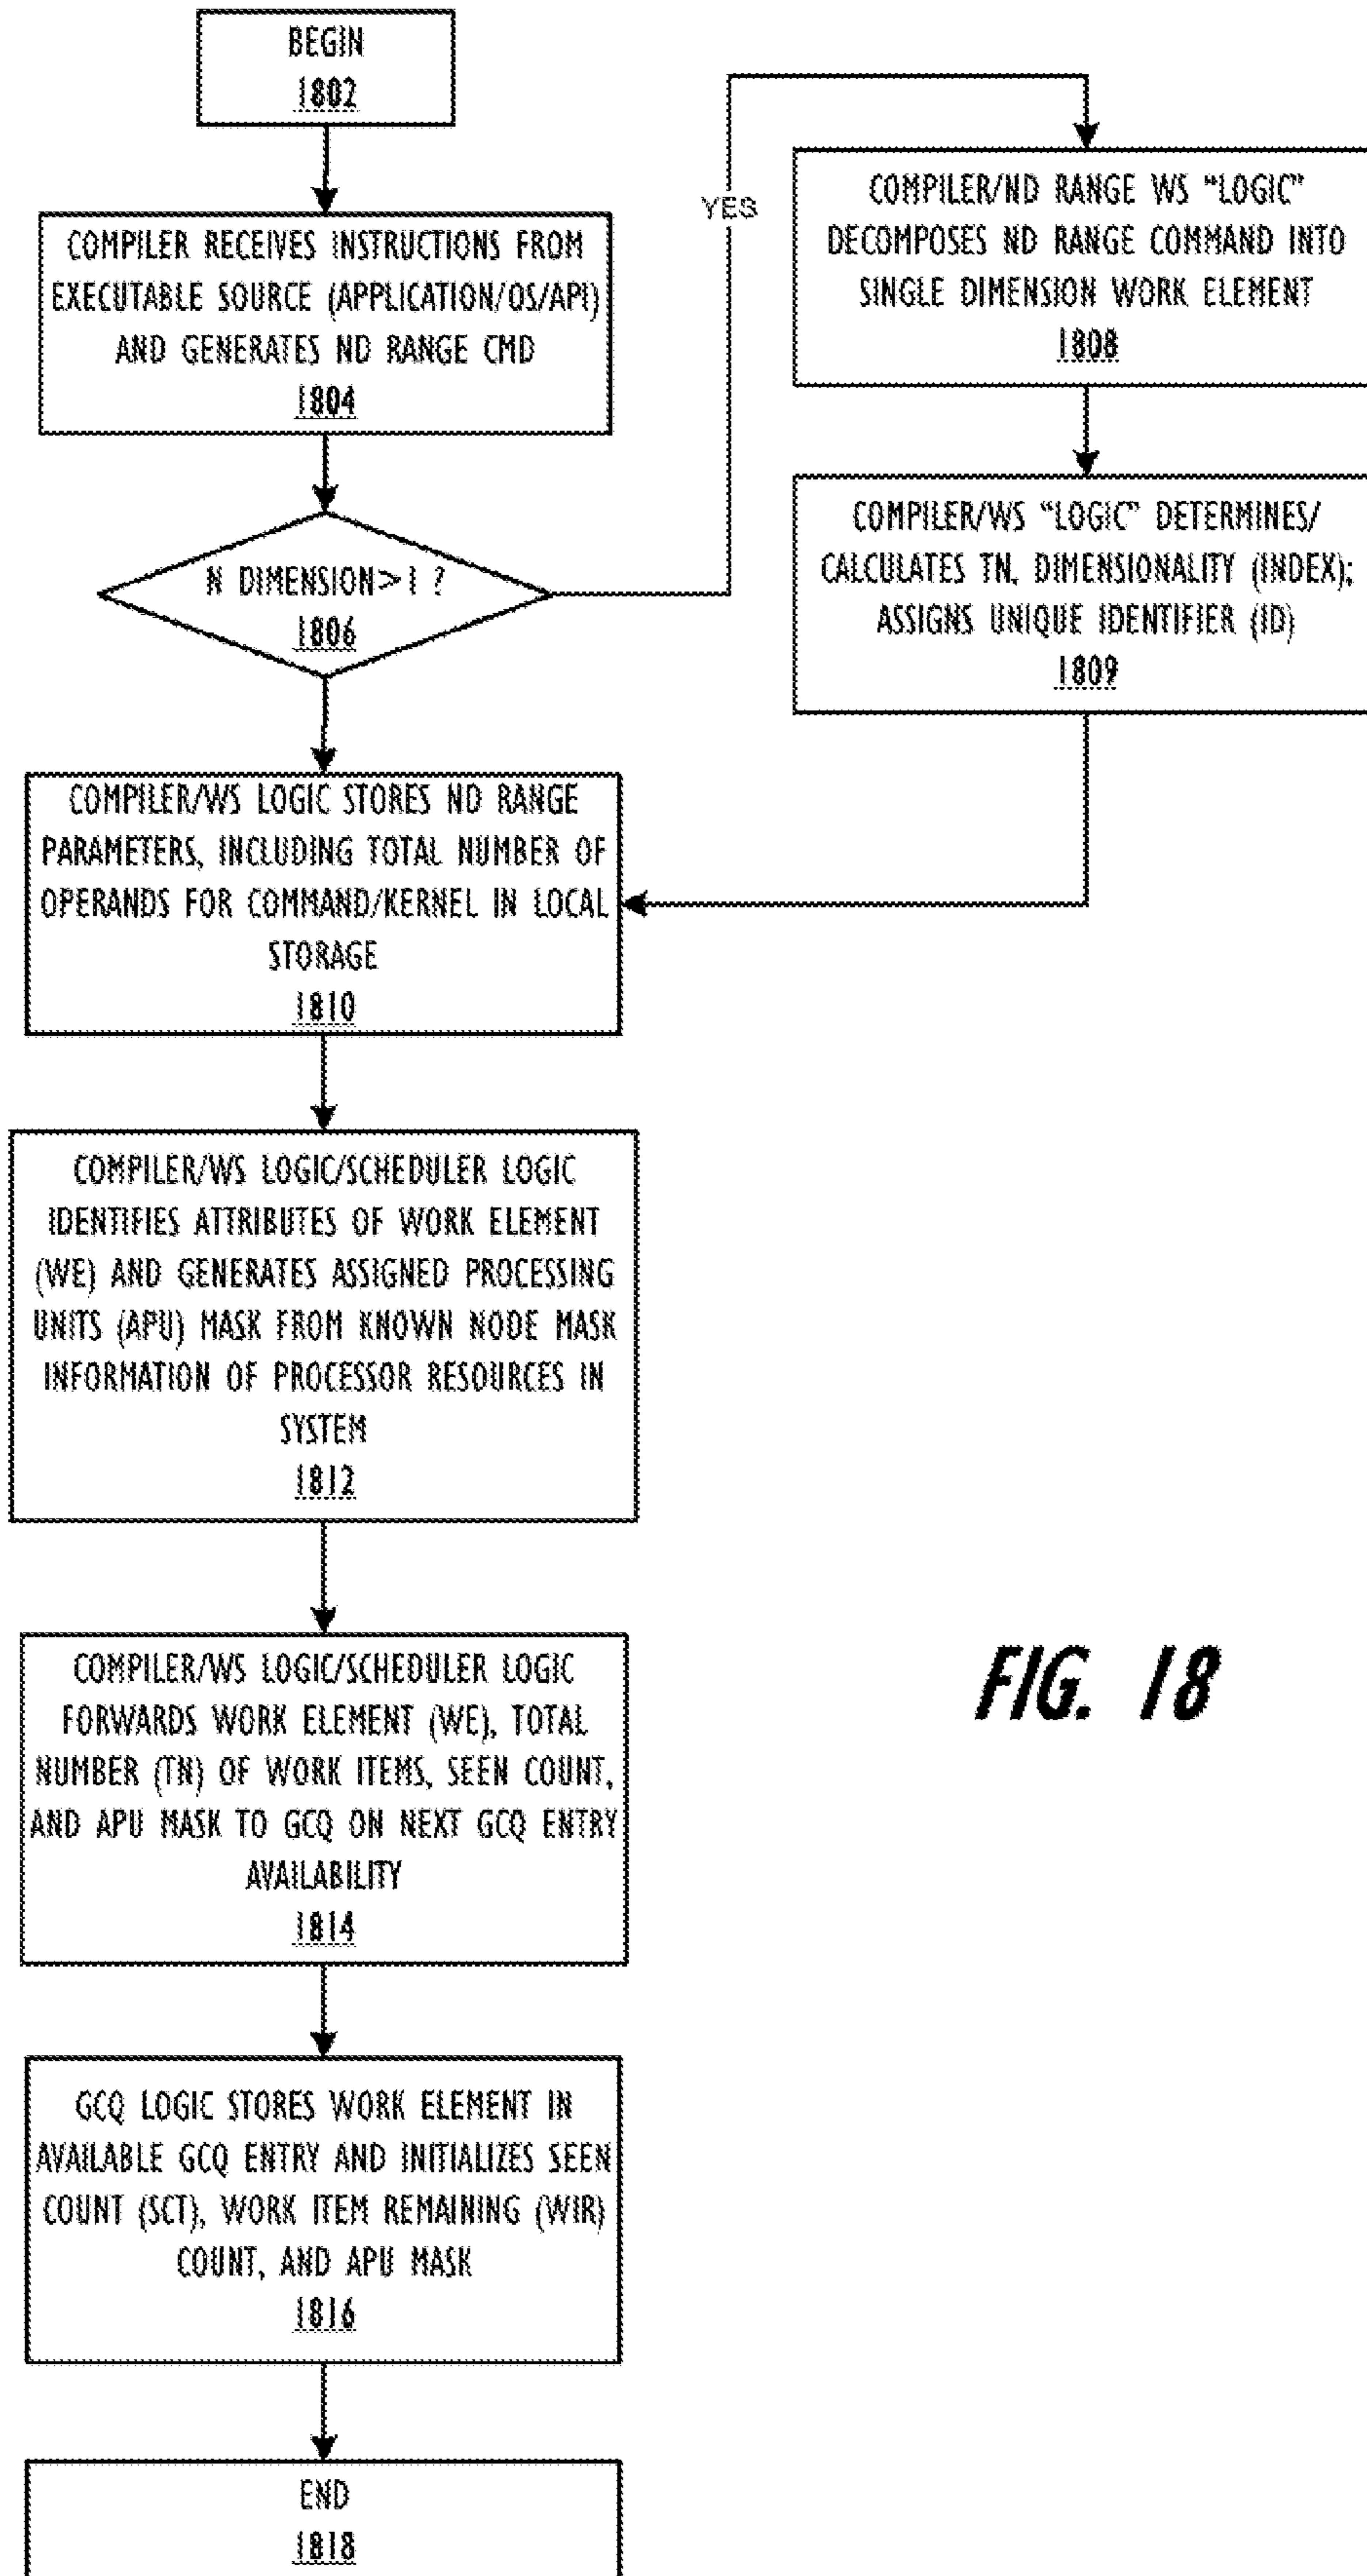 BEGIN
1802
COMPILER RECEIVES INSTRUCTIONS FROM
EXECUTABLE SOURCE (APPLICATION/OS/API)
AND GENERATES ND RANGE CMD
1804
N DIMENSION>1 ?
1806
YES
COMPILER/ND RANGE WS “LOGIC”
DECOMPOSES ND RANGE COMMAND INTO
SINGLE DIMENSION WORK ELEMENT
1808
COMPILER/WS “LOGIC” DETERMINES/
CALCULATES TN, DIMENSIONALITY (INDEX);
ASSIGNS UNIQUE IDENTIFIER (ID)
1809
COMPILER/WS LOGIC STORES ND RANGE
PARAMETERS, INCLUDING TOTAL NUMBER OF
OPERANDS FOR COMMAND/KERNEL IN LOCAL
STORAGE
1810
COMPILER/WS LOGIC/SCHEDULER LOGIC
IDENTIFIES ATTRIBUTES OF WORK ELEMENT
(WE) AND GENERATES ASSIGNED PROCESSING
UNITS (APU) MASK FROM KNOWN NODE MASK
INFORMATION OF PROCESSOR RESOURCES IN
SYSTEM
1812
COMPILER/WS LOGIC/SCHEDULER LOGIC
FORWARDS WORK ELEMENT (WE), TOTAL
NUMBER (TN) OF WORK ITEMS, SEEN COUNT,
AND APU MASK TO GCQ ON NEXT GCQ ENTRY
AVAILABILITY
1814
GCQ LOGIC STORES WORK ELEMENT IN
AVAILABLE GCQ ENTRY AND INITIALIZES SEEN
COUNT (SCT), WORK ITEM REMAINING (WIR)
COUNT, AND APU MASK
1816
END
1818
FIG. 18